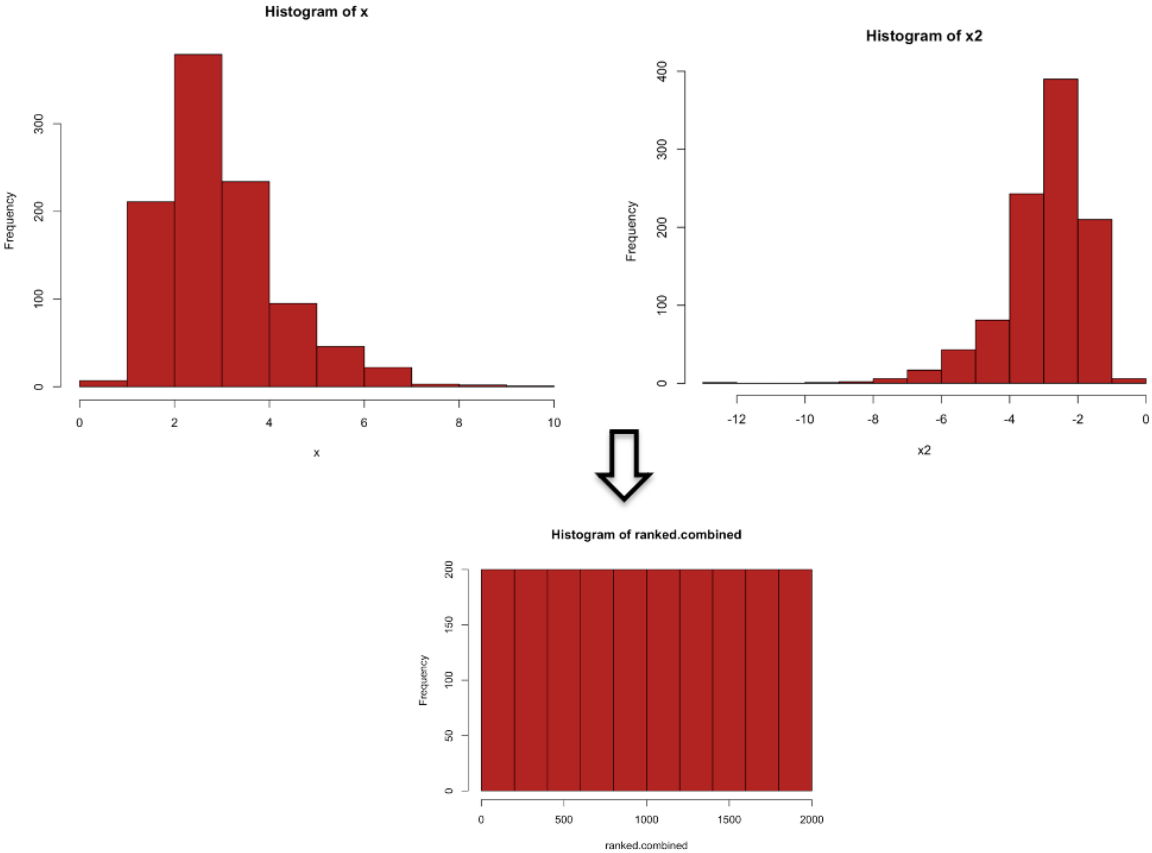 Histogram of x
Frequency
300
200
100
0
0 2 4 6 8 10
x
Histogram of x2
Frequency
400
300
200
100
0
-12 -10 -8 -6 -4 -2 0
x2
Histogram of ranked.combined
Frequency
200
150
100
50
0
0 500 1000 1500 2000
ranked.combined